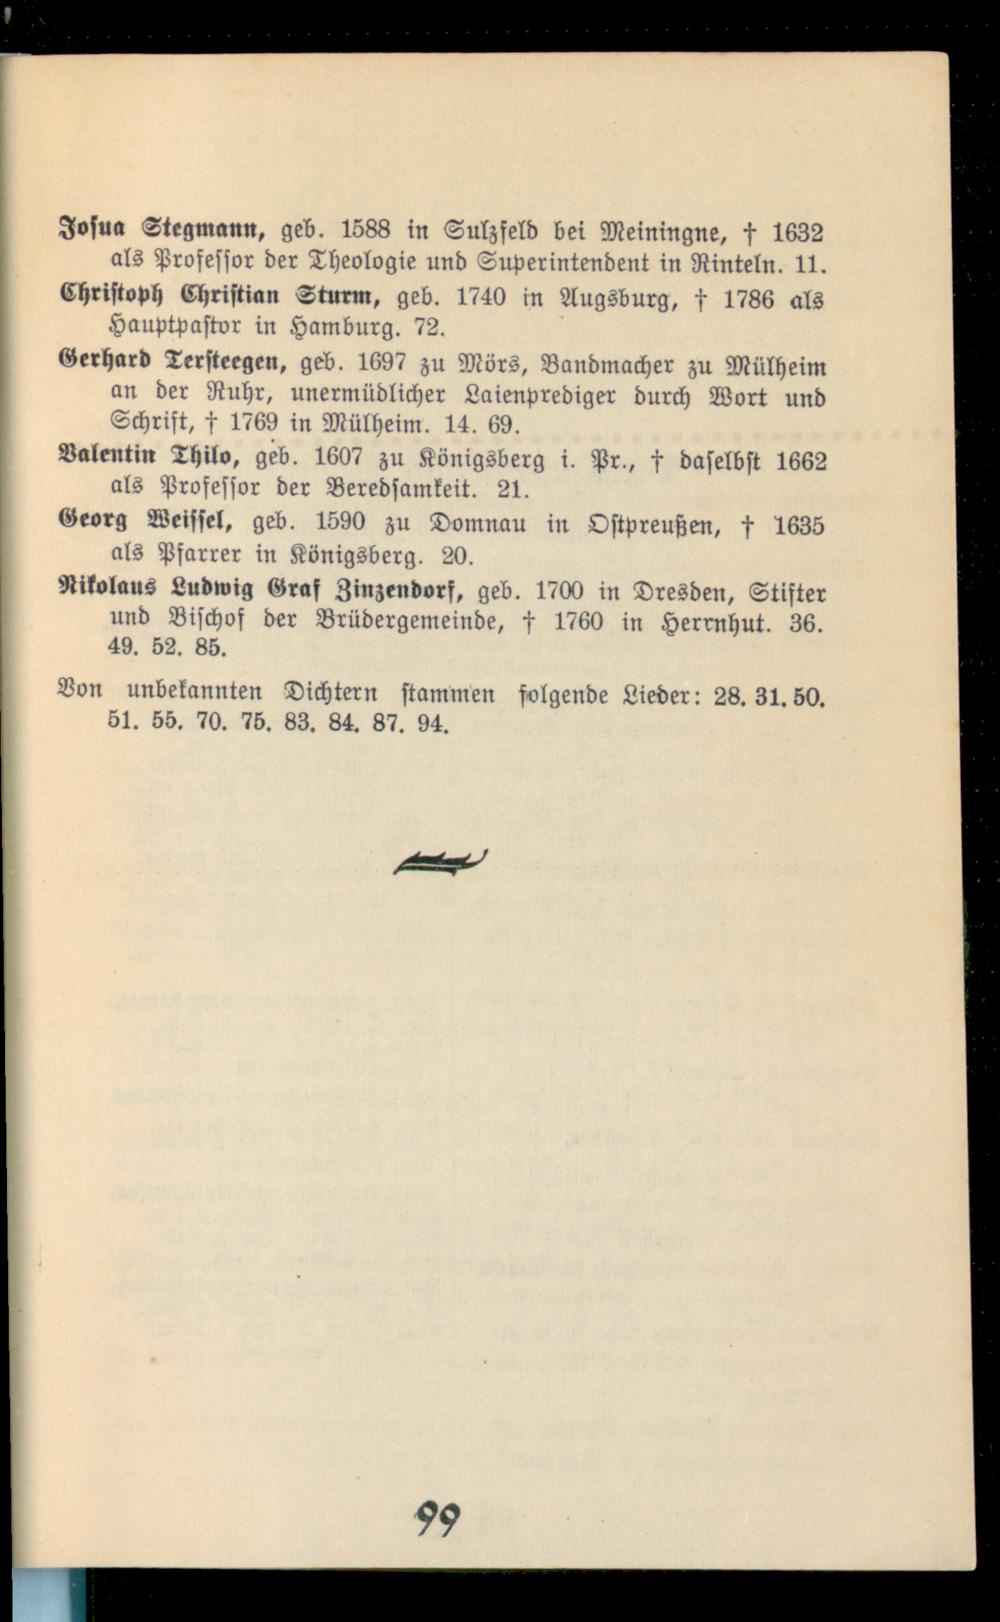 Josua Stegmann, geb. 1588 in Sulzfeld bei Meiningne, † 1632
als Professor der Theologie und Superintendent in Rinteln. 11.
Christoph Christian Sturm, geb. 1740 in Augsburg, † 1786 als
Hauptpastor in Hamburg. 72.
Gerhard Tersteegen, geb. 1697 zu Mörs, Bandmacher zu Mülheim
an der Ruhr, unermüdlicher Laienprediger durch Wort und
Schrift, † 1769 in Mülheim. 14. 69.
Valentin Thilo, geb. 1607 zu Königsberg i. Pr., † daselbst 1662
als Professor der Beredsamkeit. 21.
Georg Weissel, geb. 1590 zu Domnau in Ostpreußen, † 1635
als Pfarrer in Königsberg. 20.
Nikolaus Ludwig Graf Zinzendorf, geb. 1700 in Dresden, Stifter
und Bischof der Brüdergemeinde, † 1760 in Herrnhut. 36.
49. 52. 85.
Von unbekannten Dichtern stammen folgende Lieder: 28. 31. 50.
51. 55. 70. 75. 83. 84. 87. 94.
99